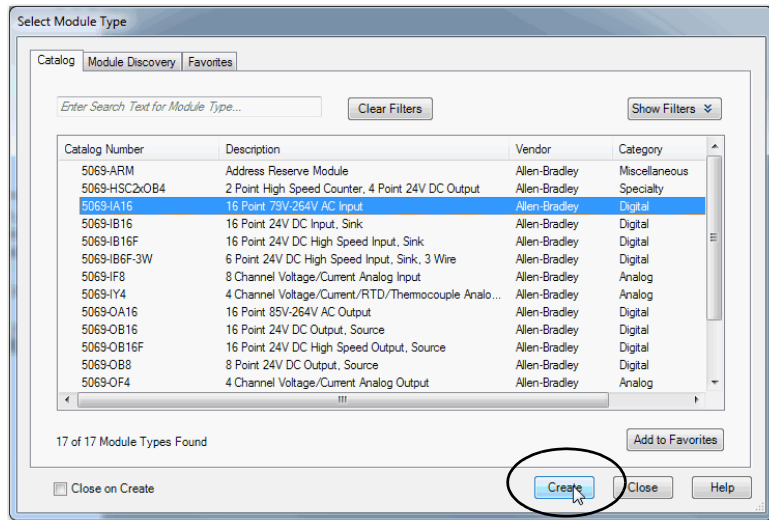 Select Module Type
Catalog Module Discovery Favorites
Enter Search Text for Module Type... Clear Filters Show Filters
Catalog Number Description Vendor Category
5069-ARM Address Reserve Module Allen-Bradley Miscellaneous
5069-HSC2xOB4 2 Point High Speed Counter, 4 Point 24V DC Output Allen-Bradley Specialty
5069-IA16 16 Point 79V-264V AC Input Allen-Bradley Digital
5069-IB16 16 Point 24V DC Input, Sink Allen-Bradley Digital
5069-IB16F 16 Point 24V DC High Speed Input, Sink Allen-Bradley Digital
5069-IB6F-3W 6 Point 24V DC High Speed Input, Sink, 3 Wire Allen-Bradley Digital
5069-IF8 8 Channel Voltage/Current Analog Input Allen-Bradley Analog
5069-IY4 4 Channel Voltage/Current/RTD/Thermocouple Analo... Allen-Bradley Analog
5069-OA16 16 Point 85V-264V AC Output Allen-Bradley Digital
5069-OB16 16 Point 24V DC Output, Source Allen-Bradley Digital
5069-OB16F 16 Point 24V DC High Speed Output, Source Allen-Bradley Digital
5069-OB8 8 Point 24V DC Output, Source Allen-Bradley Digital
5069-OF4 4 Channel Voltage/Current Analog Output Allen-Bradley Analog
17 of 17 Module Types Found Add to Favorites
Close on Create Create Close Help